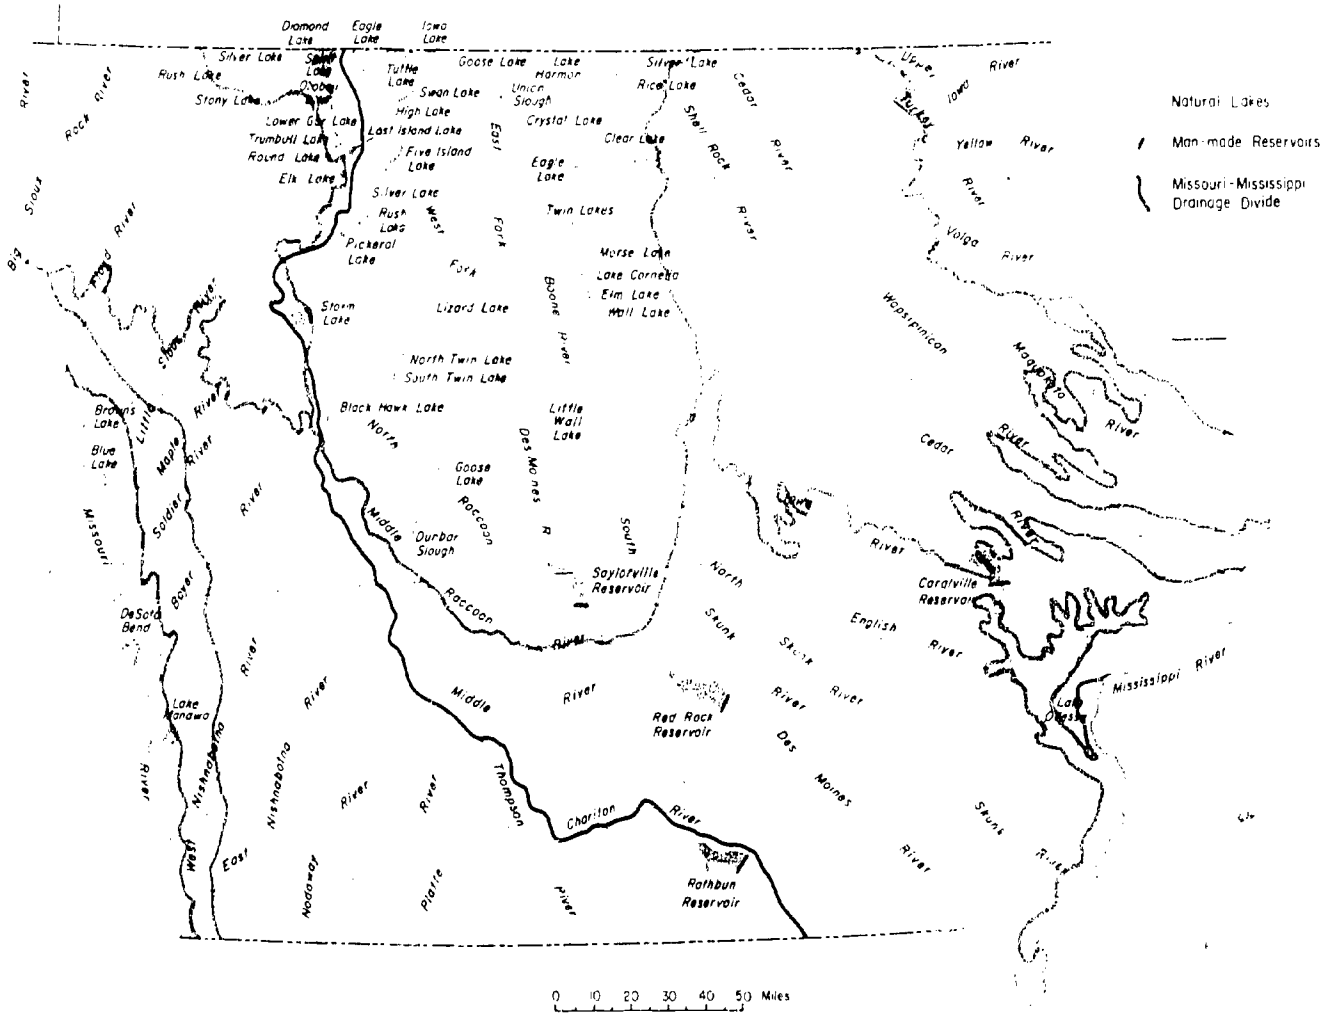 Diamond Lake
Eagle Lake
Iowa Lake
Silver Lake
Rush Lake
Stony Lake
Lower Gar Lake
Trumbull Lake
Round Lake
Elk Lake
Tuttle Lake
Swan Lake
High Lake
Lost Island Lake
Five Island Lake
Silver Lake
Rush Lake
Pickeral Lake
Goose Lake
Lake Harmon
Union Slough
Crystal Lake
Silver Lake
Rice Lake
Clear Lake
Eagle Lake
Twin Lakes
Morse Lake
Lake Cornelia
Elm Lake
Wall Lake
Storm Lake
Lizard Lake
North Twin Lake
South Twin Lake
Black Hawk Lake
Little Wall Lake
Goose Lake
Dunbar Slough
Browns Lake
Blue Lake
DeSoto Bend
Lake Manawa
Saylorville Reservoir
Red Rock Reservoir
Rathbun Reservoir
Coralville Reservoir
Lake Odessa
Big Sioux River
Rock River
Floyd River
Little Sioux River
Maple River
Soldier River
Boyer River
Missouri River
West Nishnabotna River
East Nishnabotna River
Nodaway River
Platte River
Thompson River
Chariton River
Middle River
North Raccoon
Middle Raccoon River
South
Des Moines R
Boone River
East Fork
West Fork
Shell Rock River
Cedar River
Upper Iowa River
Turkey River
Yellow River
Volga River
Wapsipinicon River
Maquoketa River
Cedar River
Iowa River
English River
North Skunk River
Skunk River
Des Moines River
Skunk River
Mississippi River
Natural Lakes
Man-made Reservoirs
Missouri-Mississippi
Drainage Divide
0 10 20 30 40 50 Miles